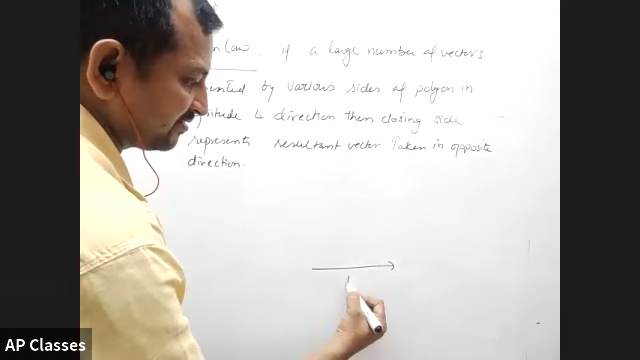 Law. if a large number of vectors
by various sides of polygon in
& direction then closing side
represents resultant vector Taken in opposite
direction.
AP Classes